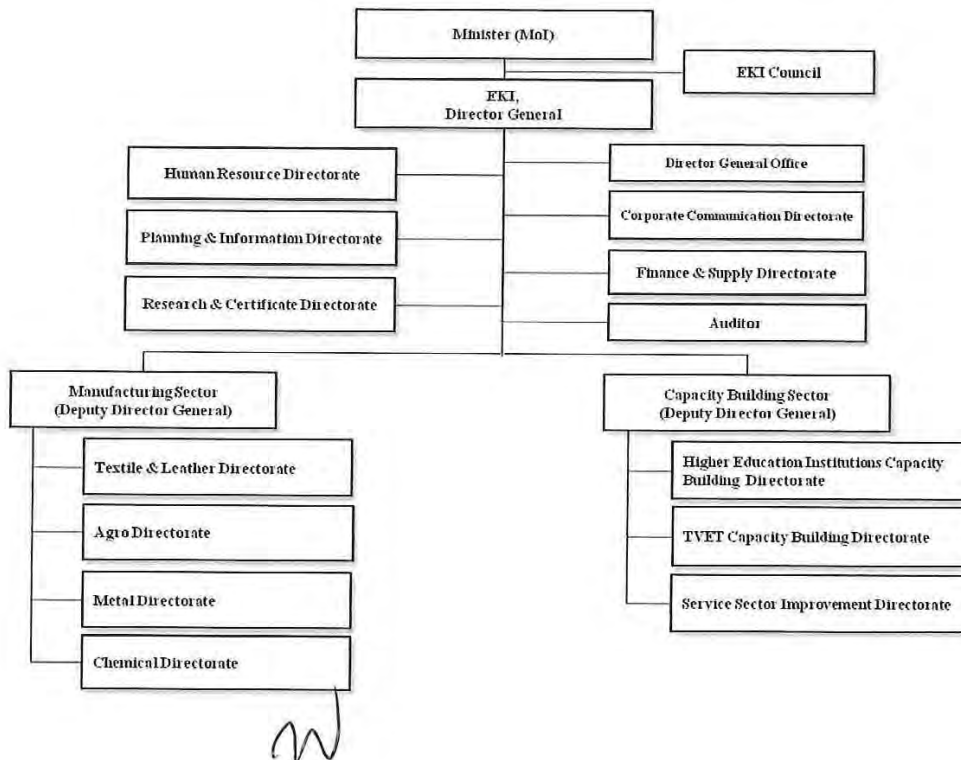 Minister (MoI)
EKI Council
EKI,
Director General
Human Resource Directorate
Director General Office
Planning & Information Directorate
Corporate Communication Directorate
Research & Certificate Directorate
Finance & Supply Directorate
Auditor
Manufacturing Sector
(Deputy Director General)
Textile & Leather Directorate
Agro Directorate
Metal Directorate
Chemical Directorate
Capacity Building Sector
(Deputy Director General)
Higher Education Institutions Capacity
Building Directorate
TVET Capacity Building Directorate
Service Sector Improvement Directorate